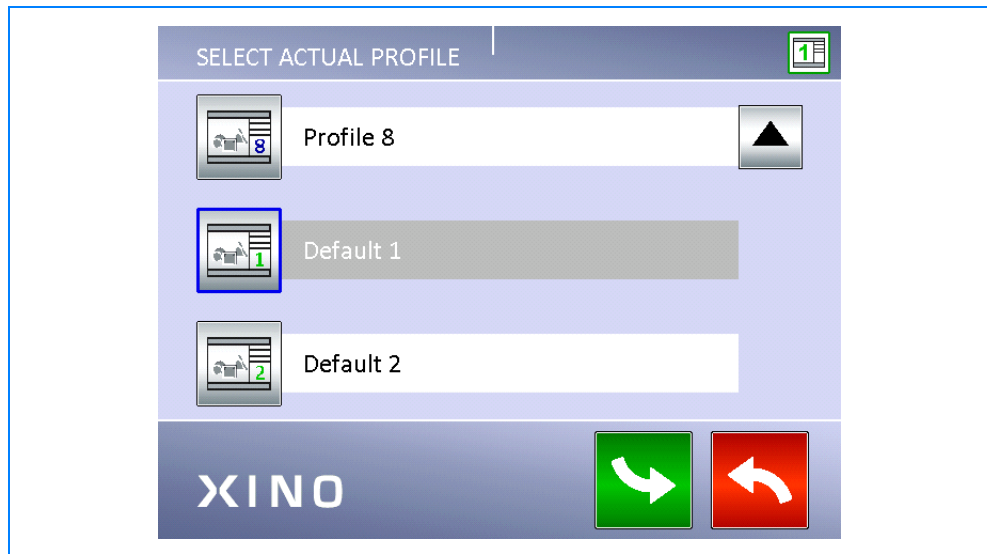 SELECT ACTUAL PROFILE
1
8
Profile 8
1
Default 1
2
Default 2
XINO